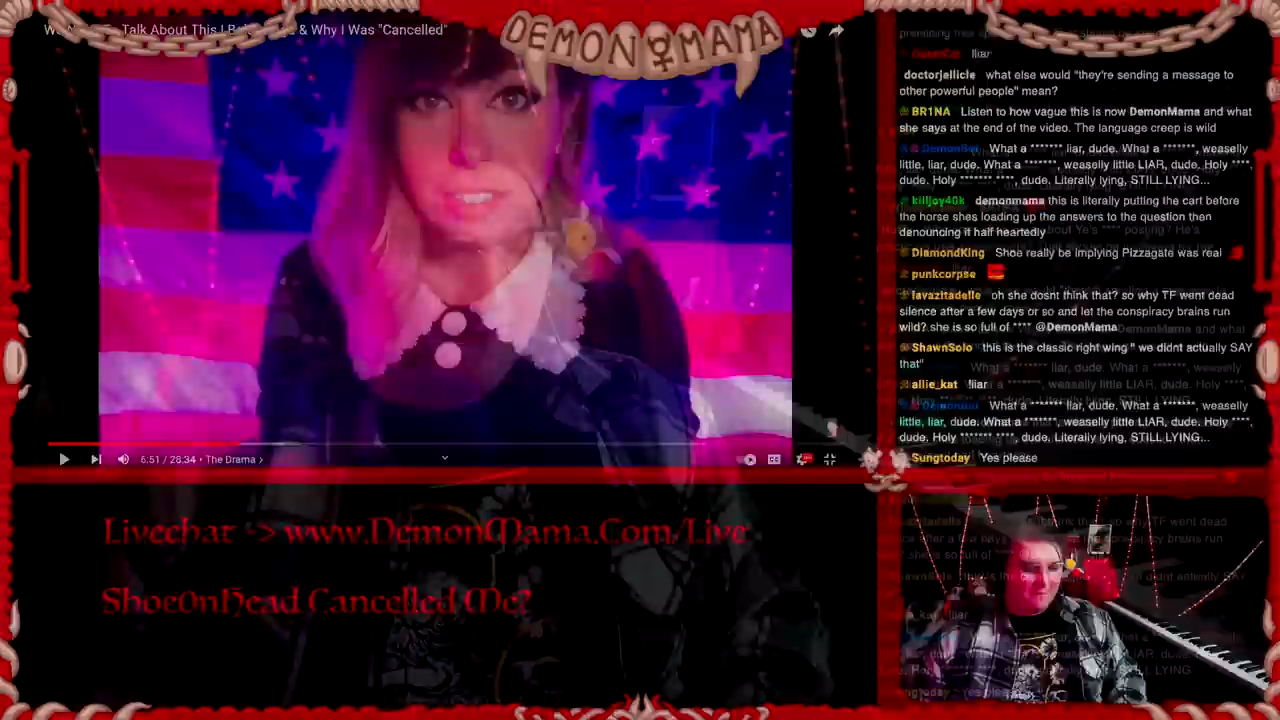 Talk About This | & Why I Was "Cancelled"
DEMON MAMA
liar
doctorjellicle what else would "they're sending a message to
other powerful people" mean?
BR1NA Listen to how vague this is now DemonMama and what
she says at the end of the video. The language creep is wild
What a ******* liar, dude. What a *******, weaselly
little, liar, dude. What a *******, weaselly little LIAR, dude. Holy ****,
dude. Holy ******* ****, dude. Literally lying, STILL LYING...
killjoy40k demonmama this is literally putting the cart before
the horse shes loading up the answers to the question then
denouncing it half heartedly
DiamondKing Shoe really be implying Pizzagate was real
punkcorpse
lavazitadelle oh she dosnt think that? so why TF went dead
silence after a few days or so and let the conspiracy brains run
wild? she is so full of **** @DemonMama
ShawnSolo this is the classic right wing " we didnt actually SAY
that"
allie_kat liar
What a ******* liar, dude. What a *******, weaselly
little, liar, dude. What a *******, weaselly little LIAR, dude. Holy ****,
dude. Holy ******* ****, dude. Literally lying, STILL LYING...
Sungtoday Yes please
6:51 / 28:34 • The Drama ›
Livechat -> www.DemonMama.Com/Live
ShoeOnHead Cancelled Me?